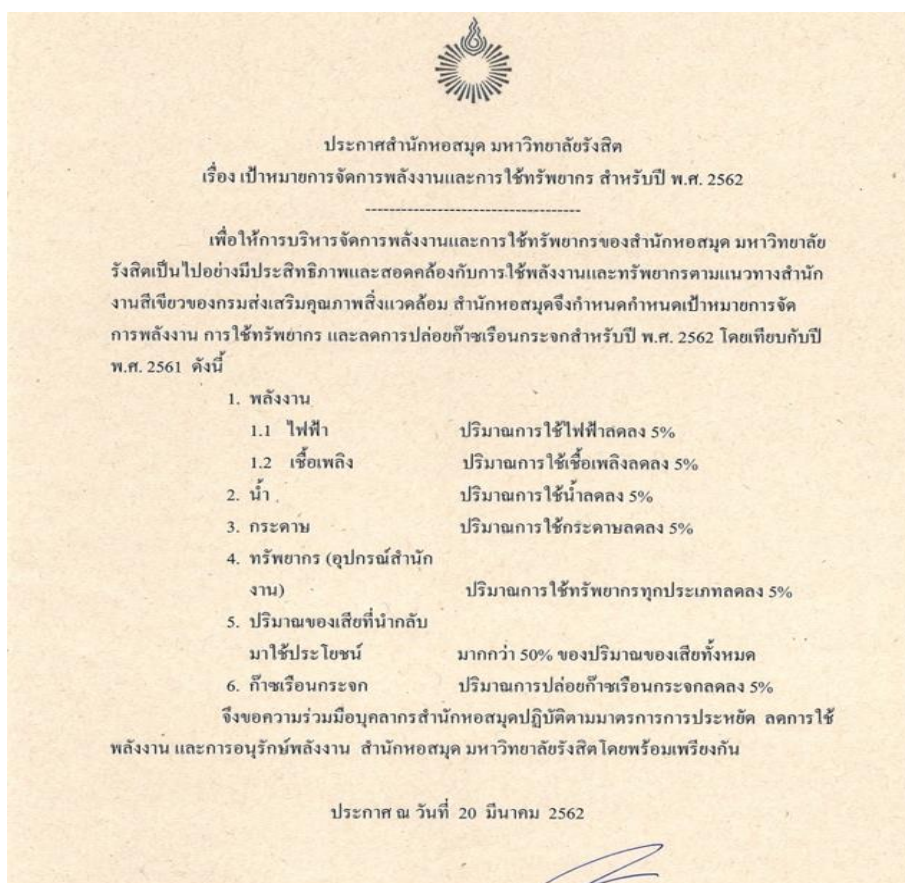 ประกาศสำนักหอสมุด มหาวิทยาลัยรังสิต
เรื่อง เป้าหมายการจัดการพลังงานและการใช้ทรัพยากร สำหรับปี พ.ศ. 2562
------------------------------------
เพื่อให้การบริหารจัดการพลังงานและการใช้ทรัพยากรของสำนักหอสมุด มหาวิทยาลัย
รังสิตเป็นไปอย่างมีประสิทธิภาพและสอดคล้องกับการใช้พลังงานและทรัพยากรตามแนวทางสำนัก
งานสีเขียวของกรมส่งเสริมคุณภาพสิ่งแวดล้อม สำนักหอสมุดจึงกำหนดกำหนดเป้าหมายการจัด
การพลังงาน การใช้ทรัพยากร และลดการปล่อยก๊าซเรือนกระจกสำหรับปี พ.ศ. 2562 โดยเทียบกับปี
พ.ศ. 2561 ดังนี้
1. พลังงาน
1.1 ไฟฟ้า ปริมาณการใช้ไฟฟ้าลดลง 5%
1.2 เชื้อเพลิง ปริมาณการใช้เชื้อเพลิงลดลง 5%
2. น้ำ ปริมาณการใช้น้ำลดลง 5%
3. กระดาษ ปริมาณการใช้กระดาษลดลง 5%
4. ทรัพยากร (อุปกรณ์สำนัก
งาน) ปริมาณการใช้ทรัพยากรทุกประเภทลดลง 5%
5. ปริมาณของเสียที่นำกลับ
มาใช้ประโยชน์ มากกว่า 50% ของปริมาณของเสียทั้งหมด
6. ก๊าซเรือนกระจก ปริมาณการปล่อยก๊าซเรือนกระจกลดลง 5%
จึงขอความร่วมมือบุคลากรสำนักหอสมุดปฏิบัติตามมาตรการการประหยัด ลดการใช้
พลังงาน และการอนุรักษ์พลังงาน สำนักหอสมุด มหาวิทยาลัยรังสิตโดยพร้อมเพรียงกัน
ประกาศ ณ วันที่ 20 มีนาคม 2562